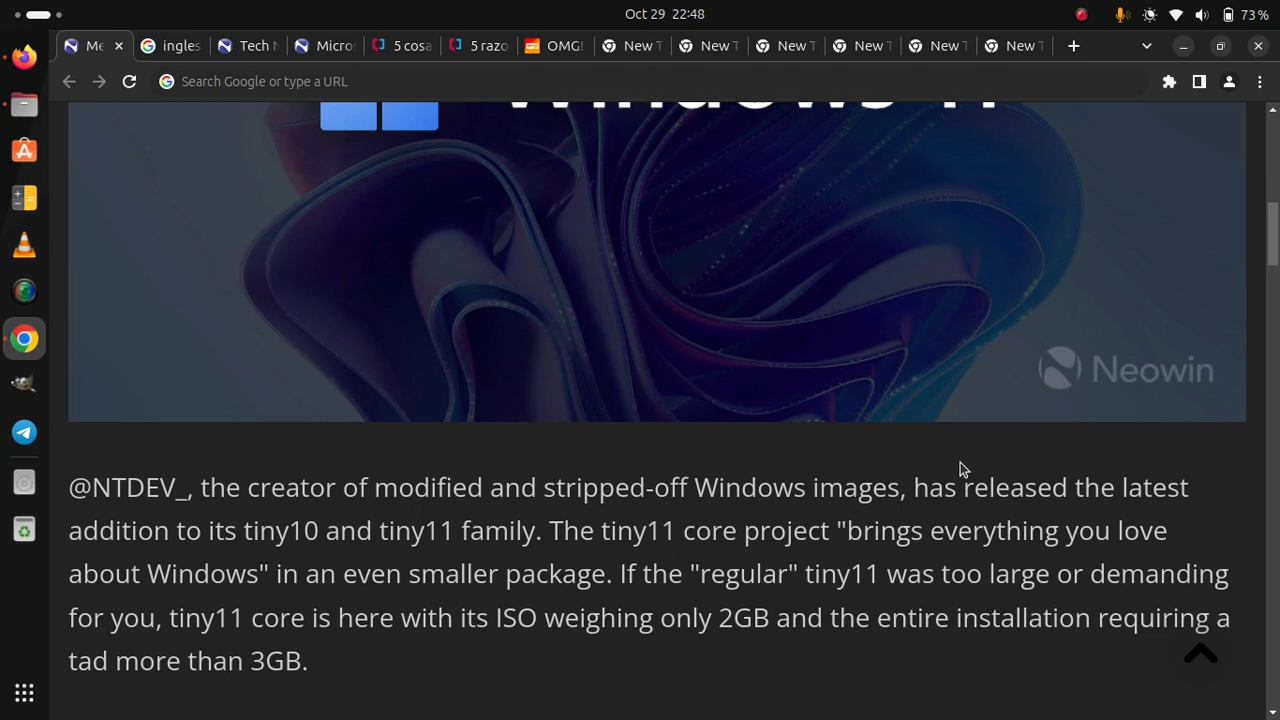 Oct 29 22:48
73 %
Me
ingles
Tech N
Micro
5 cosa
5 razo
OMG!
New T
New T
New T
New T
New T
New T
Search Google or type a URL
Neowin
@NTDEV_, the creator of modified and stripped-off Windows images, has released the latest
addition to its tiny10 and tiny11 family. The tiny11 core project "brings everything you love
about Windows" in an even smaller package. If the "regular" tiny11 was too large or demanding
for you, tiny11 core is here with its ISO weighing only 2GB and the entire installation requiring a
tad more than 3GB.